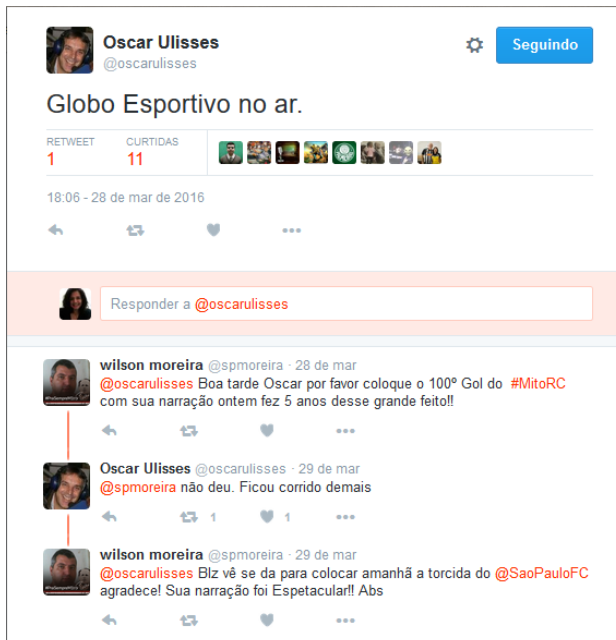 Oscar Ulisses
Seguindo
@oscarulisses
Globo Esportivo no ar.
RETWEET CURTIDAS
1 11
18:06 - 28 de mar de 2016
Responder a @oscarulisses
wilson moreira @spmoreira · 28 de mar
@oscarulisses Boa tarde Oscar por favor coloque o 100º Gol do #MitoRC
com sua narração ontem fez 5 anos desse grande feito!!
Oscar Ulisses @oscarulisses · 29 de mar
@spmoreira não deu. Ficou corrido demais
1 1
wilson moreira @spmoreira · 29 de mar
@oscarulisses Blz vê se da para colocar amanhã a torcida do @SaoPauloFC
agradece! Sua narração foi Espetacular!! Abs